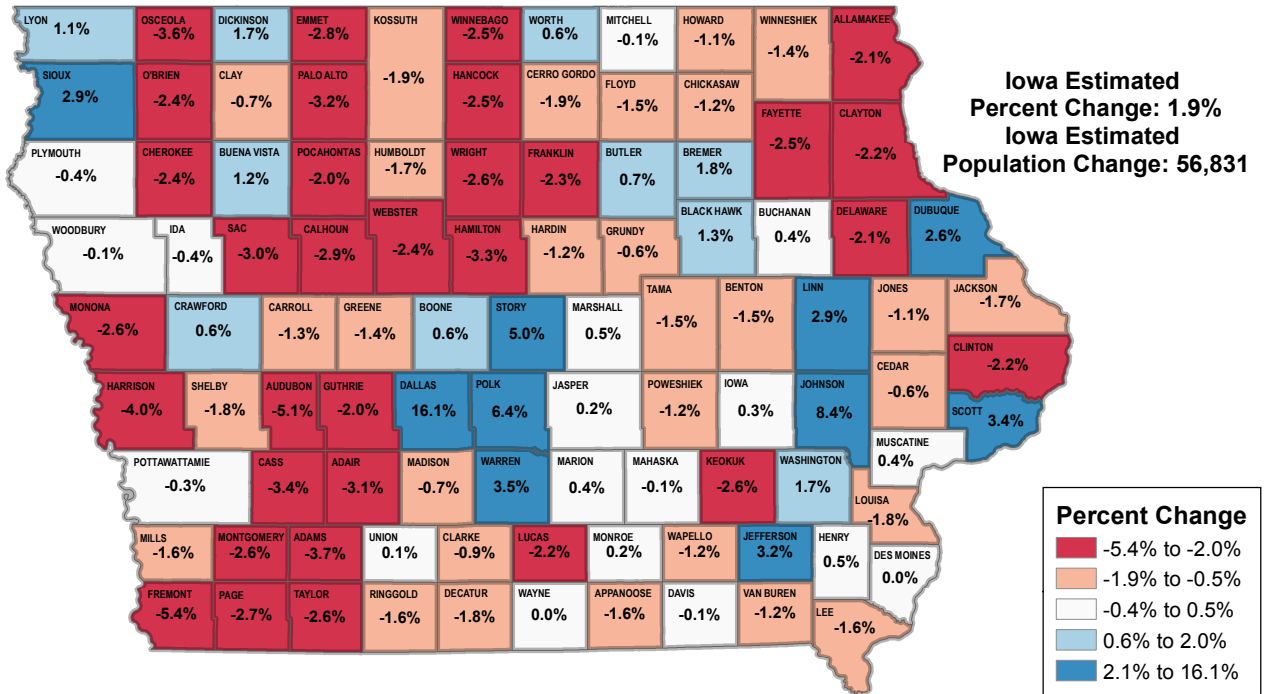 LYON 1.1%
OSCEOLA
-3.6%
DICKINSON
1.7%
EMMET
-2.8%
KOSSUTH
-1.9%
WINNEBAGO
-2.5%
WORTH
0.6%
MITCHELL
-0.1%
HOWARD
-1.1%
WINNESHIEK
-1.4%
ALLAMAKEE
-2.1%
Iowa Estimated
Percent Change: 1.9%
Iowa Estimated
Population Change: 56,831
SIOUX
2.9%
O'BRIEN
-2.4%
CLAY
-0.7%
PALO ALTO
-3.2%
HANCOCK
-2.5%
CERRO GORDO
-1.9%
FLOYD
-1.5%
CHICKASAW
-1.2%
FAYETTE
-2.5%
CLAYTON
-2.2%
PLYMOUTH
-0.4%
CHEROKEE
-2.4%
BUENA VISTA
1.2%
POCAHONTAS
-2.0%
HUMBOLDT
-1.7%
WRIGHT
-2.6%
FRANKLIN
-2.3%
BUTLER
0.7%
BREMER
1.8%
WOODBURY
-0.1%
IDA
-0.4%
SAC
-3.0%
CALHOUN
-2.9%
WEBSTER
-2.4%
HAMILTON
-3.3%
HARDIN
-1.2%
GRUNDY
-0.6%
BLACK HAWK
1.3%
BUCHANAN
0.4%
DELAWARE
-2.1%
DUBUQUE
2.6%
MONONA
-2.6%
CRAWFORD
0.6%
CARROLL
-1.3%
GREENE
-1.4%
BOONE
0.6%
STORY
5.0%
MARSHALL
0.5%
TAMA
-1.5%
BENTON
-1.5%
LINN
2.9%
JONES
-1.1%
JACKSON
-1.7%
CLINTON
-2.2%
HARRISON
-4.0%
SHELBY
-1.8%
AUDUBON
-5.1%
GUTHRIE
-2.0%
DALLAS
16.1%
POLK
6.4%
JASPER
0.2%
POWESHIEK
-1.2%
IOWA
0.3%
JOHNSON
8.4%
CEDAR
-0.6%
SCOTT
3.4%
MUSCATINE
0.4%
POTTAWATTAMIE
-0.3%
CASS
-3.4%
ADAIR
-3.1%
MADISON
-0.7%
WARREN
3.5%
MARION
0.4%
MAHASKA
-0.1%
KEOKUK
-2.6%
WASHINGTON
1.7%
LOUISA
-1.8%
MILLS
-1.6%
MONTGOMERY
-2.6%
ADAMS
-3.7%
UNION
0.1%
CLARKE
-0.9%
LUCAS
-2.2%
MONROE
0.2%
WAPELLO
-1.2%
JEFFERSON
3.2%
HENRY
0.5%
DES MOINES
0.0%
FREMONT
-5.4%
PAGE
-2.7%
TAYLOR
-2.6%
RINGGOLD
-1.6%
DECATUR
-1.8%
WAYNE
0.0%
APPANOOSE
-1.6%
DAVIS
-0.1%
VAN BUREN
-1.2%
LEE
-1.6%
Percent Change
-5.4% to -2.0%
-1.9% to -0.5%
-0.4% to 0.5%
0.6% to 2.0%
2.1% to 16.1%